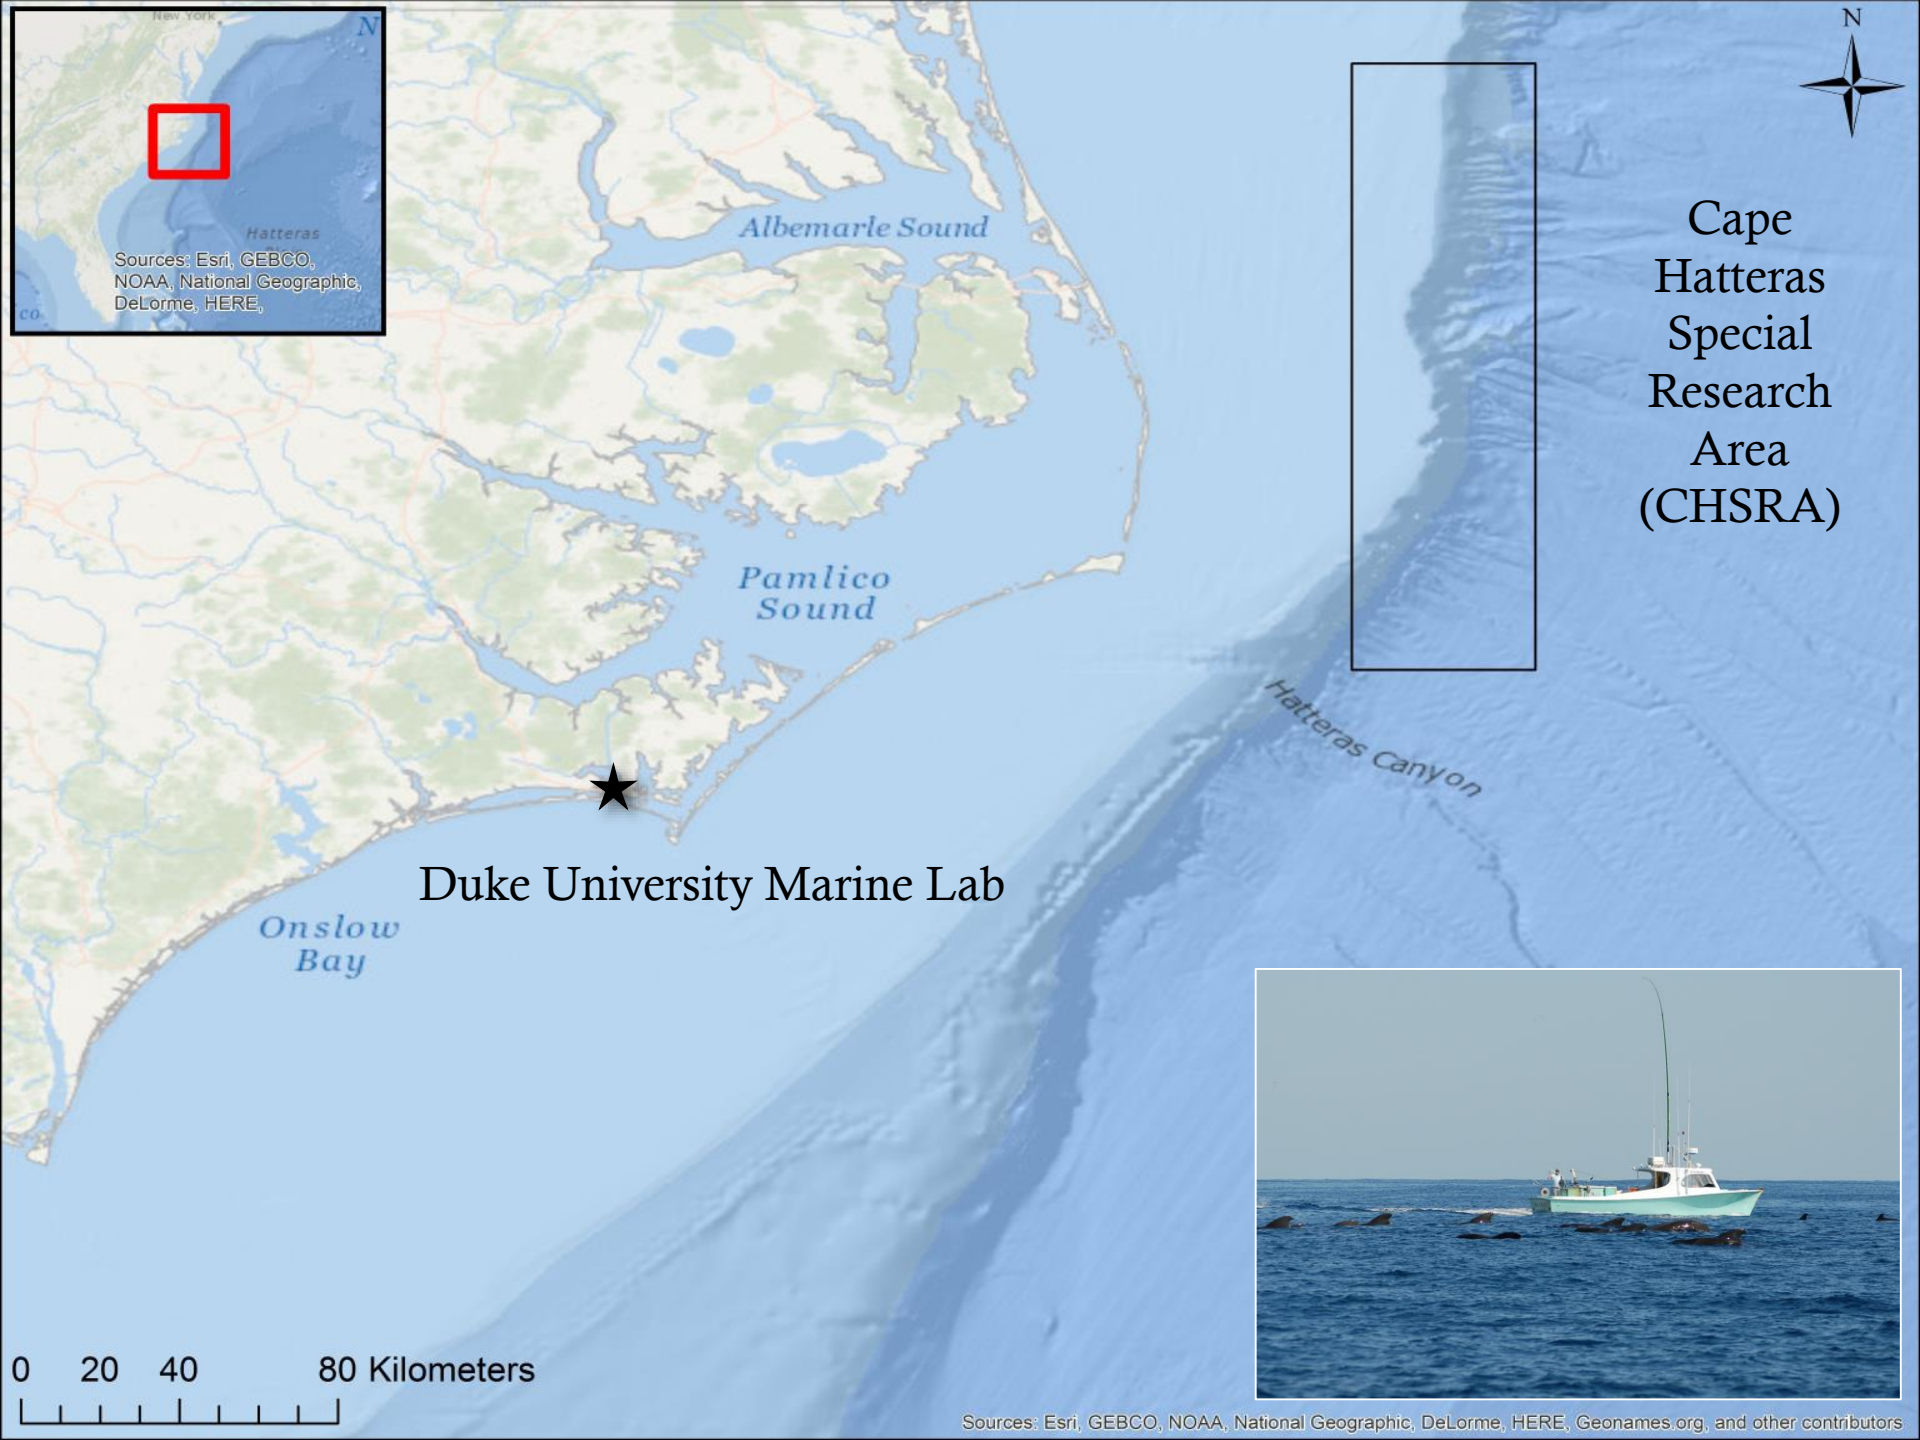 New York
N
Hatteras
Sources: Esri, GEBCO,
NOAA, National Geographic,
DeLorme, HERE,
co
N
Albemarle Sound
Cape
Hatteras
Special
Research
Area
(CHSRA)
Pamlico
Sound
Hatteras Canyon
Duke University Marine Lab
Onslow
Bay
0 20 40 80 Kilometers
Sources: Esri, GEBCO, NOAA, National Geographic, DeLorme, HERE, Geonames.org, and other contributors